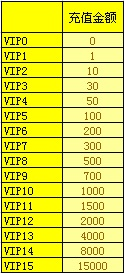 充值金额
VIP0 0
VIP1 1
VIP2 10
VIP3 30
VIP4 50
VIP5 100
VIP6 200
VIP7 300
VIP8 500
VIP9 700
VIP10 1000
VIP11 1500
VIP12 2000
VIP13 4000
VIP14 8000
VIP15 15000